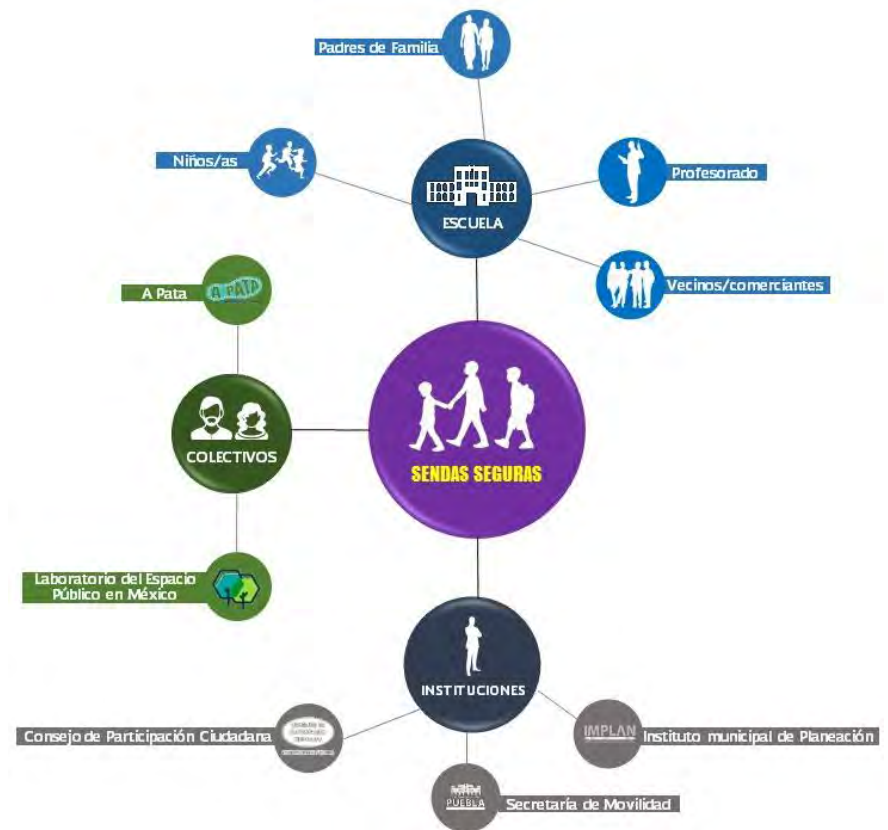 Padres de Familia
Niños/as
Profesorado
ESCUELA
Vecinos/comerciantes
A Pata
A PATA
COLECTIVOS
SENDAS SEGURAS
Laboratorio del Espacio
Público en México
INSTITUCIONES
Consejo de Participación Ciudadana
IMPLAN
Instituto municipal de Planeación
PUEBLA
Secretaría de Movilidad